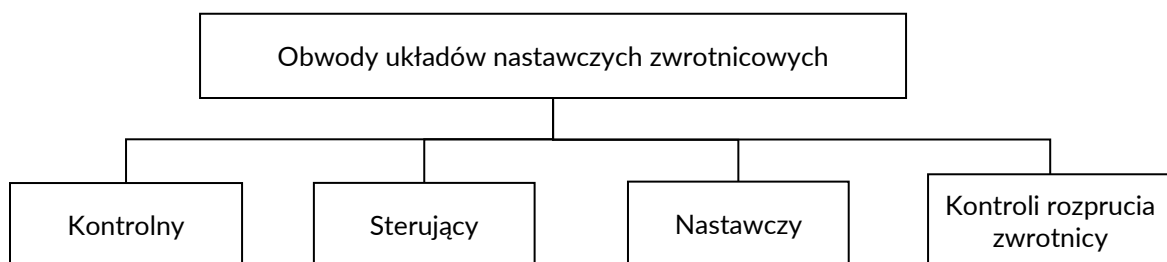 Obwody układów nastawczych zwrotnicowych
Kontrolny
Sterujący
Nastawczy
Kontroli rozprucia
zwrotnicy